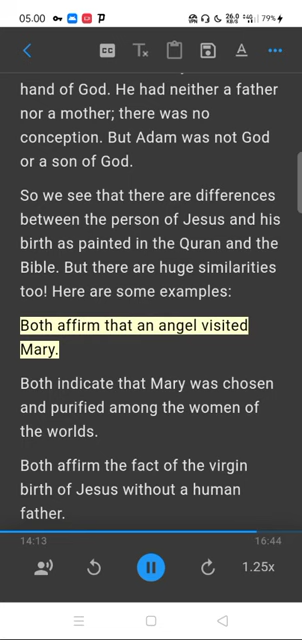 05.00
26.0
KB/S
4G
79%
CC
A
hand of God. He had neither a father
nor a mother; there was no
conception. But Adam was not God
or a son of God.
So we see that there are differences
between the person of Jesus and his
birth as painted in the Quran and the
Bible. But there are huge similarities
too! Here are some examples:
Both affirm that an angel visited
Mary.
Both indicate that Mary was chosen
and purified among the women of
the worlds.
Both affirm the fact of the virgin
birth of Jesus without a human
father.
14:13
16:44
1.25x